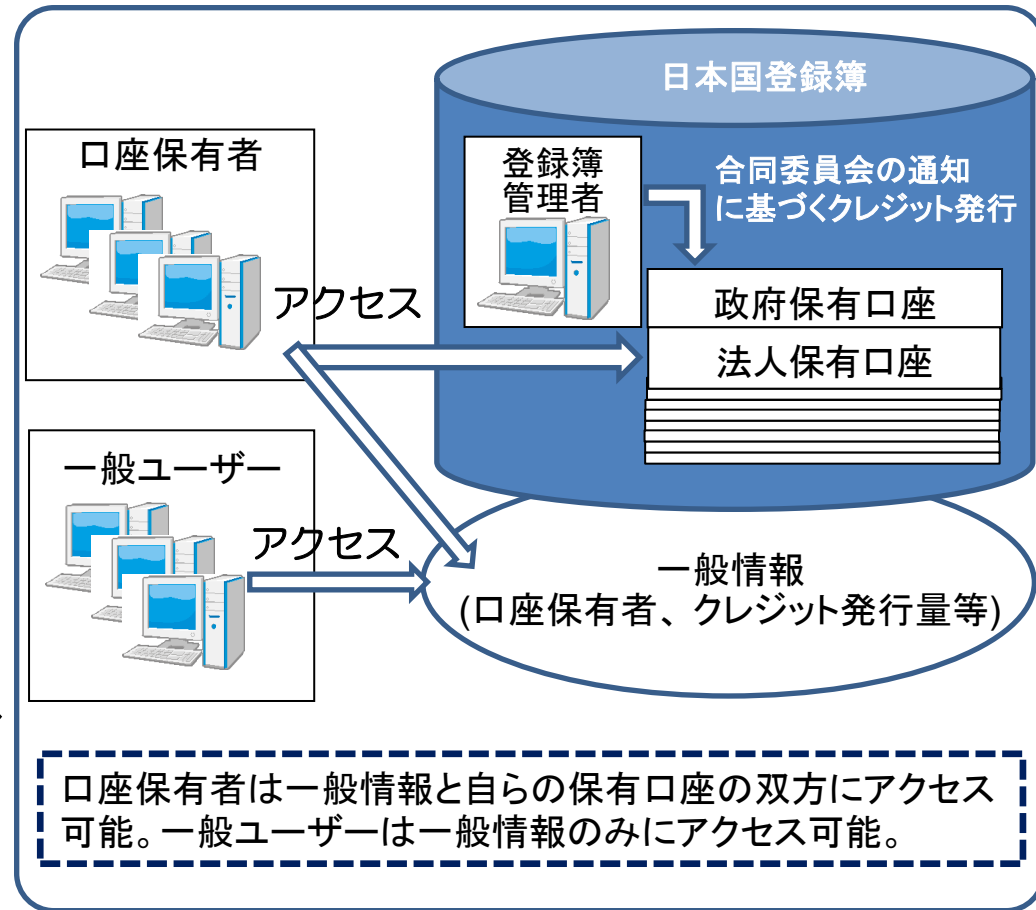 日本国登録簿
口座保有者
登録簿
管理者
合同委員会の通知
に基づくクレジット発行
アクセス
政府保有口座
法人保有口座
一般ユーザー
アクセス
一般情報
(口座保有者、クレジット発行量等)
口座保有者は一般情報と自らの保有口座の双方にアクセス
可能。一般ユーザーは一般情報のみにアクセス可能。